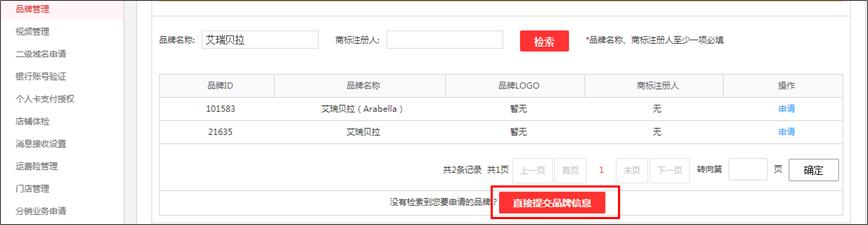 品牌管理
视频管理
二级域名申请
银行账号验证
个人卡支付授权
店铺体检
消息接收设置
运费险管理
门店管理
分销业务申请
品牌名称: 艾瑞贝拉 商标注册人: 检索 *品牌名称、商标注册人至少一项必填
品牌ID 品牌名称 品牌LOGO 商标注册人 操作
101583 艾瑞贝拉（Arabella） 暂无 无 申请
21635 艾瑞贝拉 暂无 无 申请
共2条记录 共1页 上一页 首页 1 末页 下一页 转向第 页 确定
没有检索到您要申请的品牌？ 直接提交品牌信息